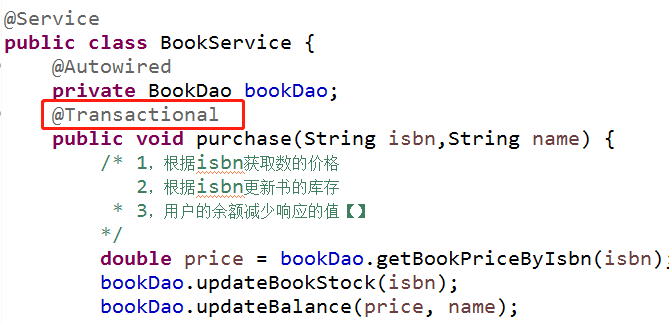 @Service
public class BookService {
@Autowired
private BookDao bookDao;
@Transactional
public void purchase(String isbn,String name) {
/* 1，根据isbn获取数的价格
2，根据isbn更新书的库存
* 3，用户的余额减少响应的值【】
*/
double price = bookDao.getBookPriceByIsbn(isbn);
bookDao.updateBookStock(isbn);
bookDao.updateBalance(price, name);